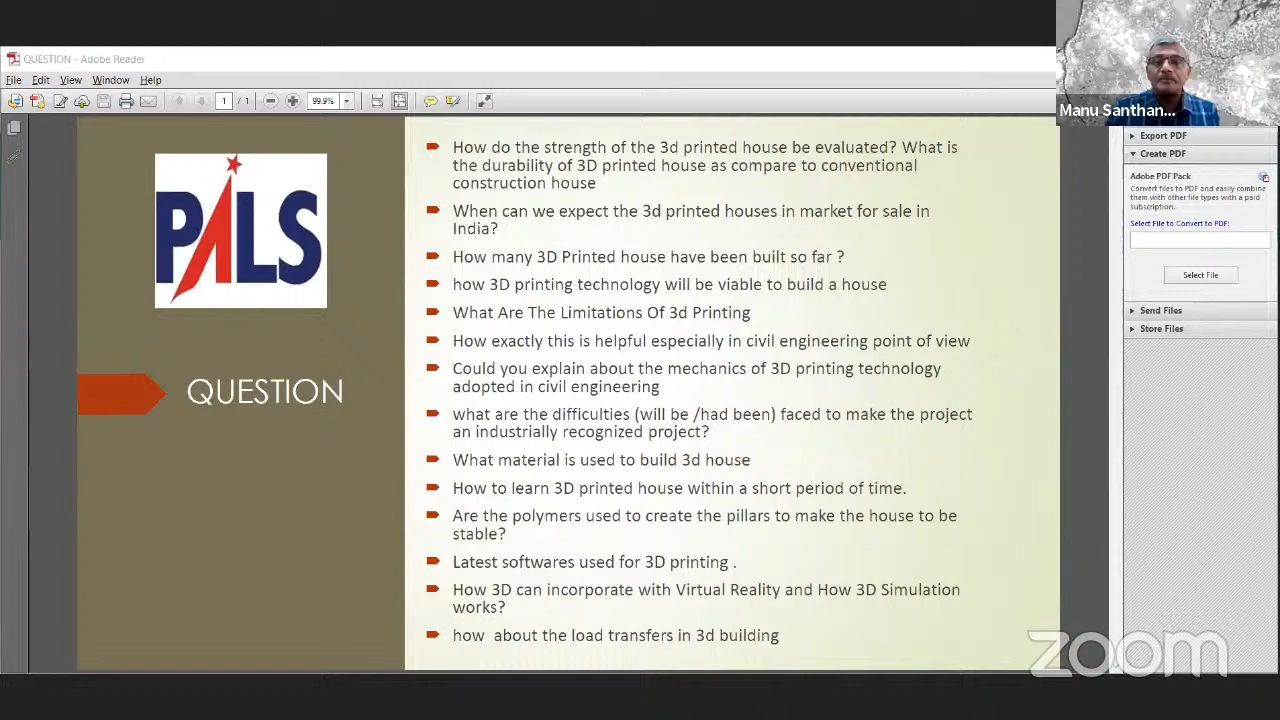 QUESTION - Adobe Reader
File Edit View Window Help
1 / 1 99.9%
Manu Santhan...
PALS
QUESTION
How do the strength of the 3d printed house be evaluated? What is
the durability of 3D printed house as compare to conventional
construction house
When can we expect the 3d printed houses in market for sale in
India?
How many 3D Printed house have been built so far ?
how 3D printing technology will be viable to build a house
What Are The Limitations Of 3d Printing
How exactly this is helpful especially in civil engineering point of view
Could you explain about the mechanics of 3D printing technology
adopted in civil engineering
what are the difficulties (will be /had been) faced to make the project
an industrially recognized project?
What material is used to build 3d house
How to learn 3D printed house within a short period of time.
Are the polymers used to create the pillars to make the house to be
stable?
Latest softwares used for 3D printing .
How 3D can incorporate with Virtual Reality and How 3D Simulation
works?
how about the load transfers in 3d building
Export PDF
Create PDF
Adobe PDF Pack
Convert files to PDF and easily combine
them with other file types with a paid
subscription.
Select File to Convert to PDF:
Select File
Send Files
Store Files
zoom